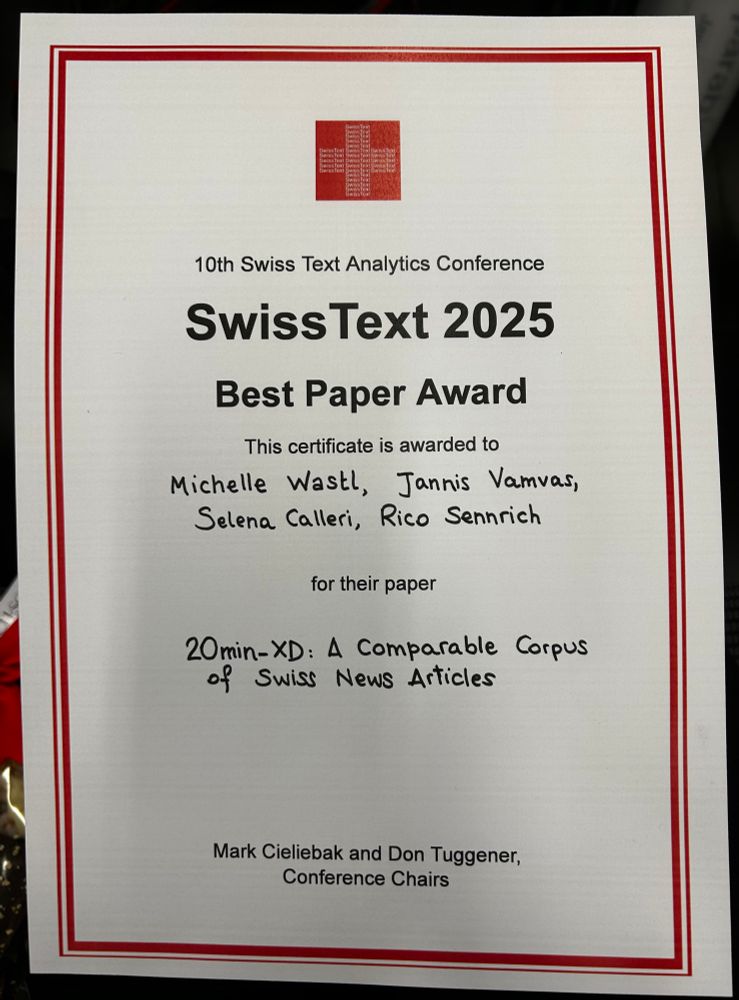 10th Swiss Text Analytics Conference
SwissText 2025
Best Paper Award
This certificate is awarded to
Michelle Wastl, Jannis Vamvas,
Selena Calleri, Rico Sennrich
for their paper
20min-XD: A Comparable Corpus
of Swiss News Articles
Mark Cieliebak and Don Tuggener,
Conference Chairs